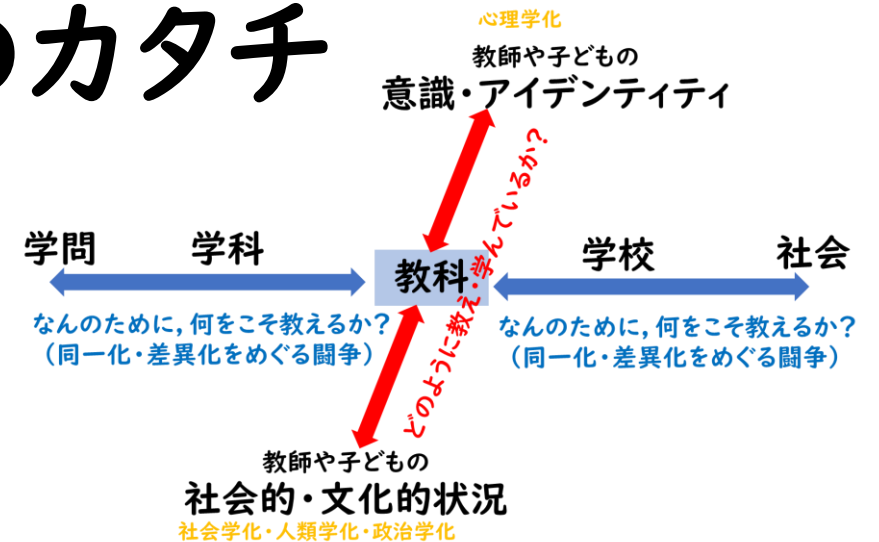 のカタチ
心理学化
教師や子どもの
意識・アイデンティティ
どのように教え・学んでいるか？
学問
学科
教科
学校
社会
なんのために，何をこそ教えるか？
（同一化・差異化をめぐる闘争）
なんのために，何をこそ教えるか？
（同一化・差異化をめぐる闘争）
教師や子どもの
社会的・文化的状況
社会学化・人類学化・政治学化